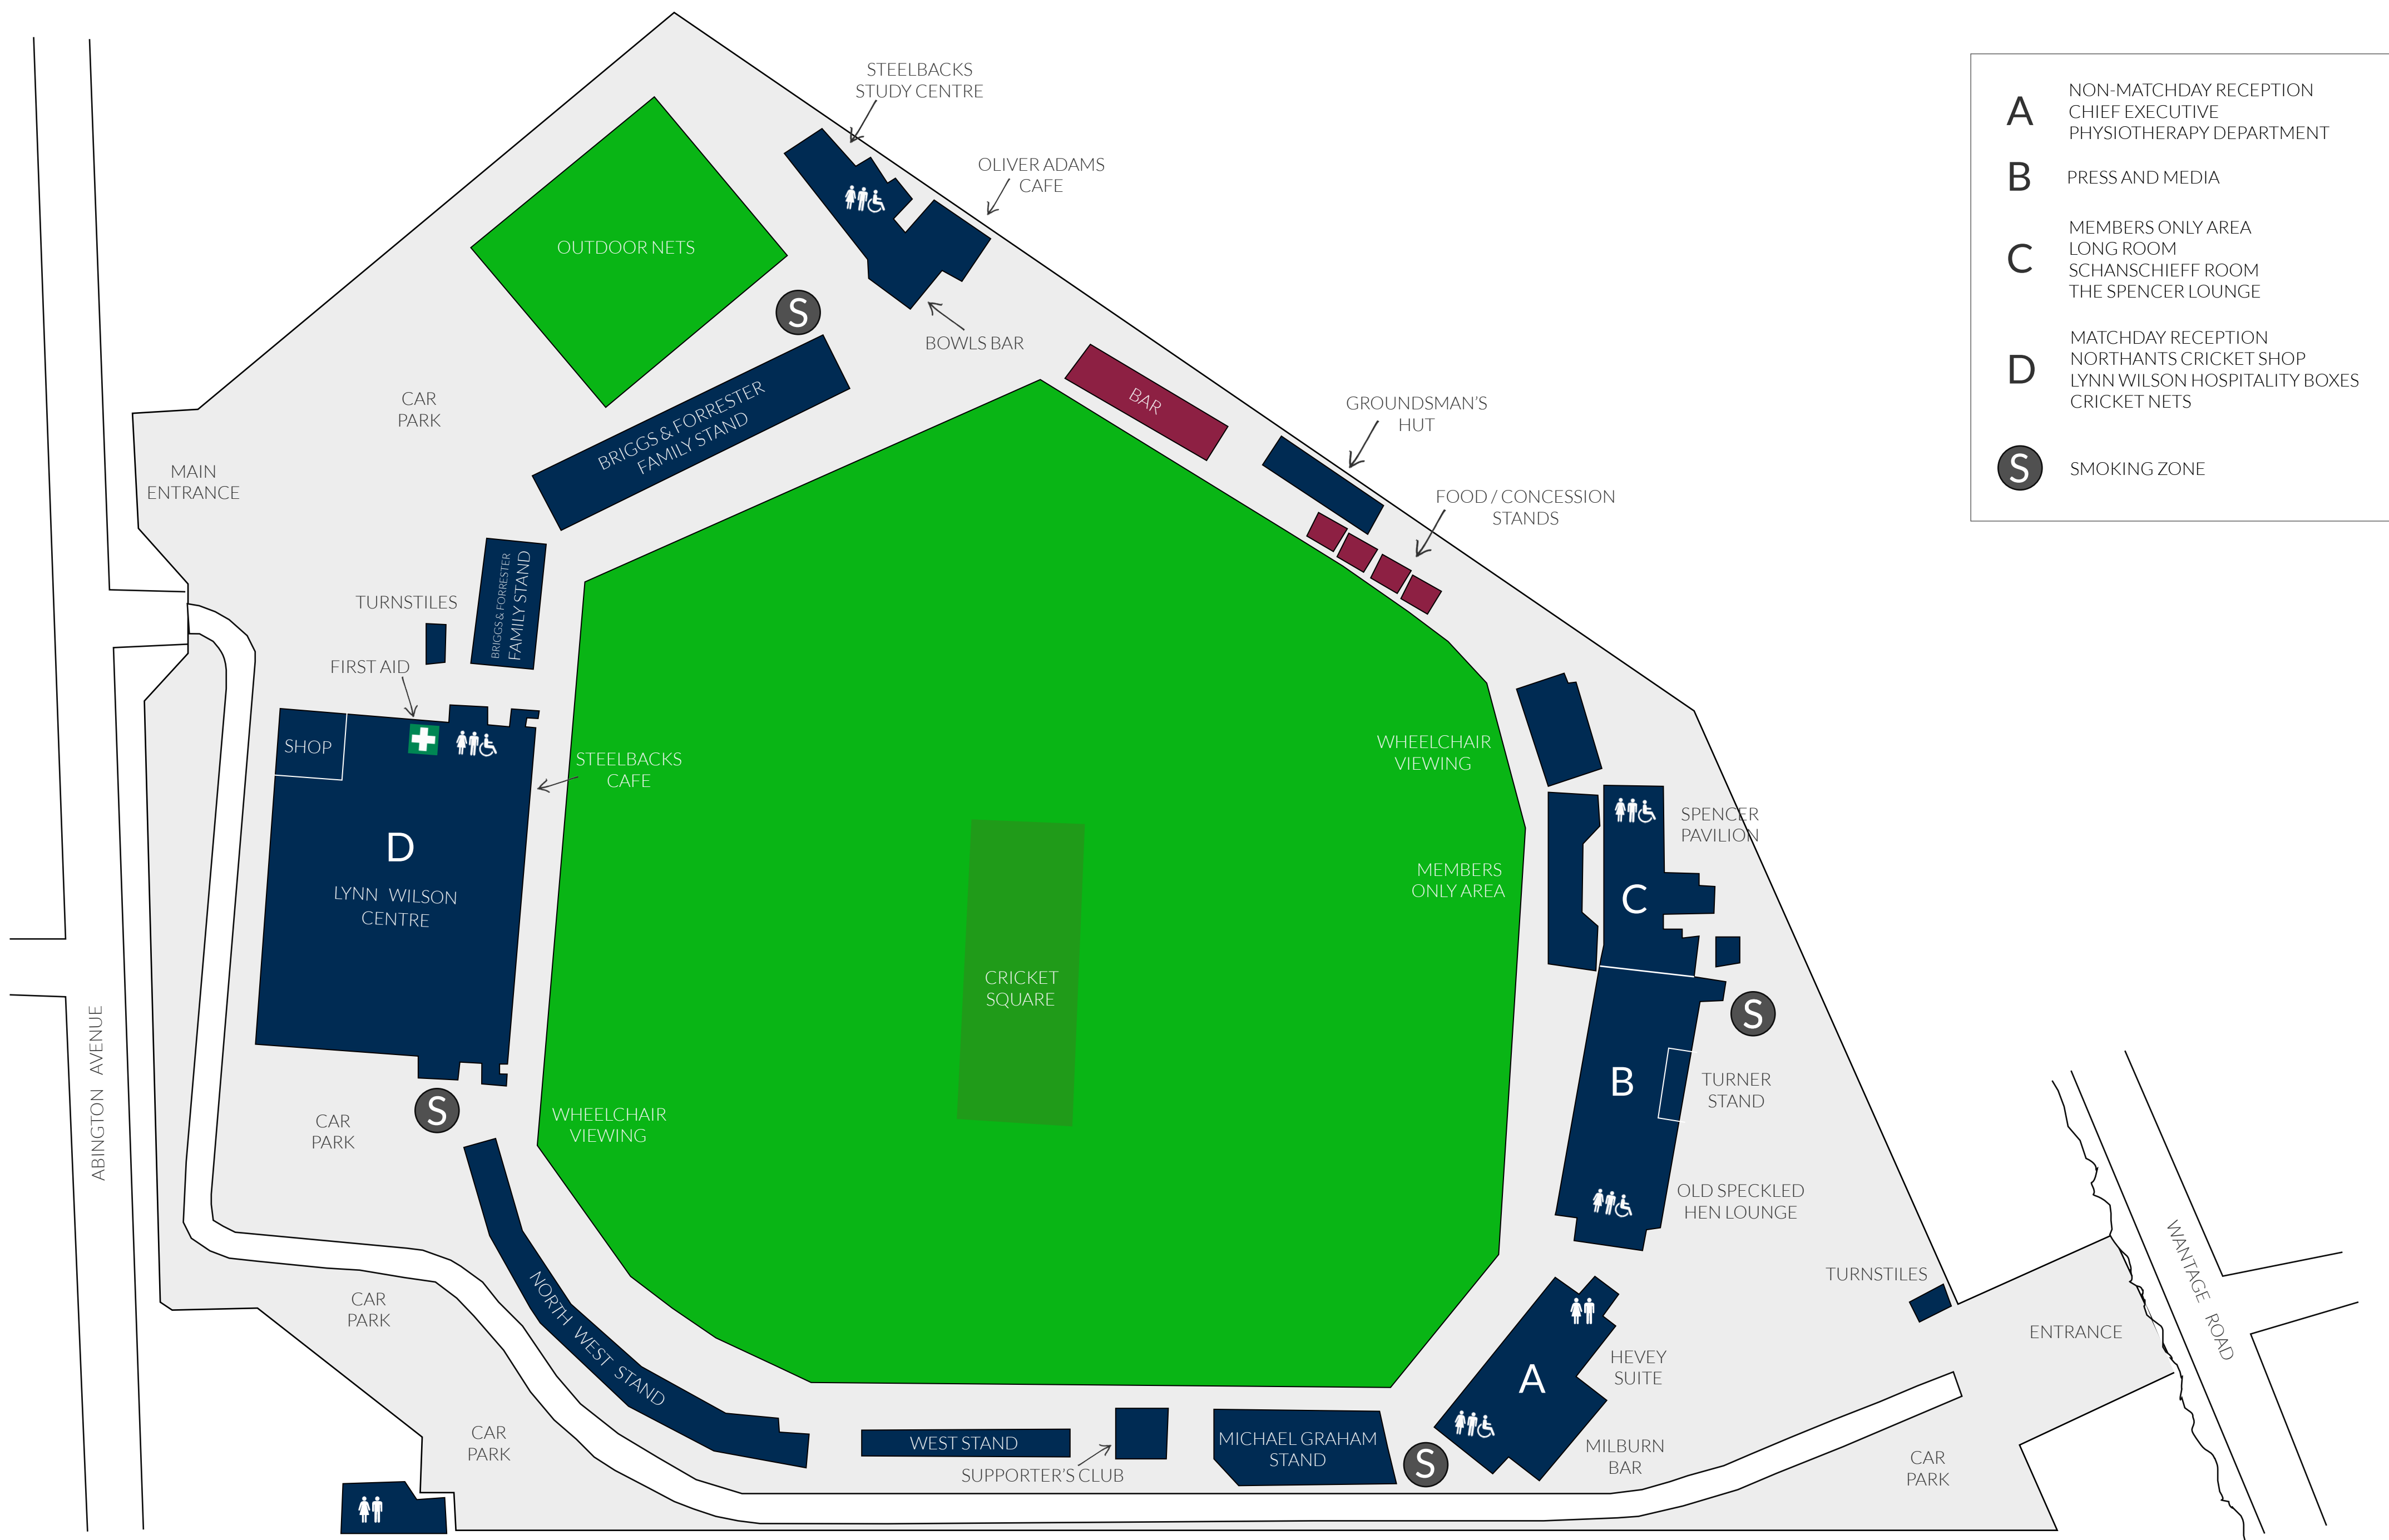 STEELBACKS
STUDY CENTRE
OLIVER ADAMS
CAFE
OUTDOOR NETS
S
BOWLS BAR
BAR
CAR
PARK
BRIGGS & FORRESTER
FAMILY STAND
GROUNDSMAN'S
HUT
MAIN
ENTRANCE
FOOD / CONCESSION
STANDS
BRIGGS & FORRESTER
FAMILY STAND
TURNSTILES
FIRST AID
SHOP
STEELBACKS
CAFE
D
LYNN WILSON
CENTRE
WHEELCHAIR
VIEWING
SPENCER
PAVILION
MEMBERS
ONLY AREA
C
CRICKET
SQUARE
S
B
TURNER
STAND
ABINGTON AVENUE
S
CAR
PARK
WHEELCHAIR
VIEWING
OLD SPECKLED
HEN LOUNGE
TURNSTILES
ENTRANCE
WANTAGE ROAD
CAR
PARK
NORTH WEST STAND
HEVEY
SUITE
A
CAR
PARK
WEST STAND
SUPPORTER'S CLUB
MICHAEL GRAHAM
STAND
S
MILBURN
BAR
CAR
PARK
A
NON-MATCHDAY RECEPTION
CHIEF EXECUTIVE
PHYSIOTHERAPY DEPARTMENT
B
PRESS AND MEDIA
C
MEMBERS ONLY AREA
LONG ROOM
SCHANSCHIEFF ROOM
THE SPENCER LOUNGE
D
MATCHDAY RECEPTION
NORTHANTS CRICKET SHOP
LYNN WILSON HOSPITALITY BOXES
CRICKET NETS
S
SMOKING ZONE